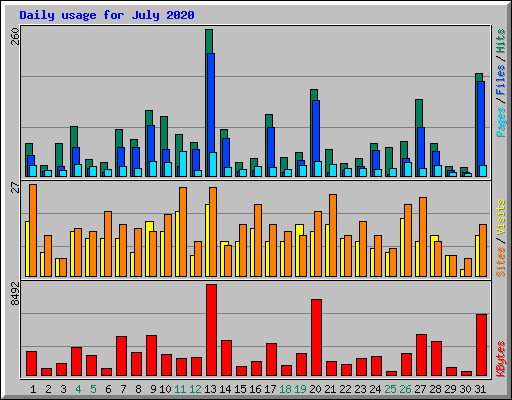 Daily usage for July 2020
260
Pages / Files / Hits
27
Sites / Visits
8492
KBytes
1 2 3 4 5 6 7 8 9 10 11 12 13 14 15 16 17 18 19 20 21 22 23 24 25 26 27 28 29 30 31